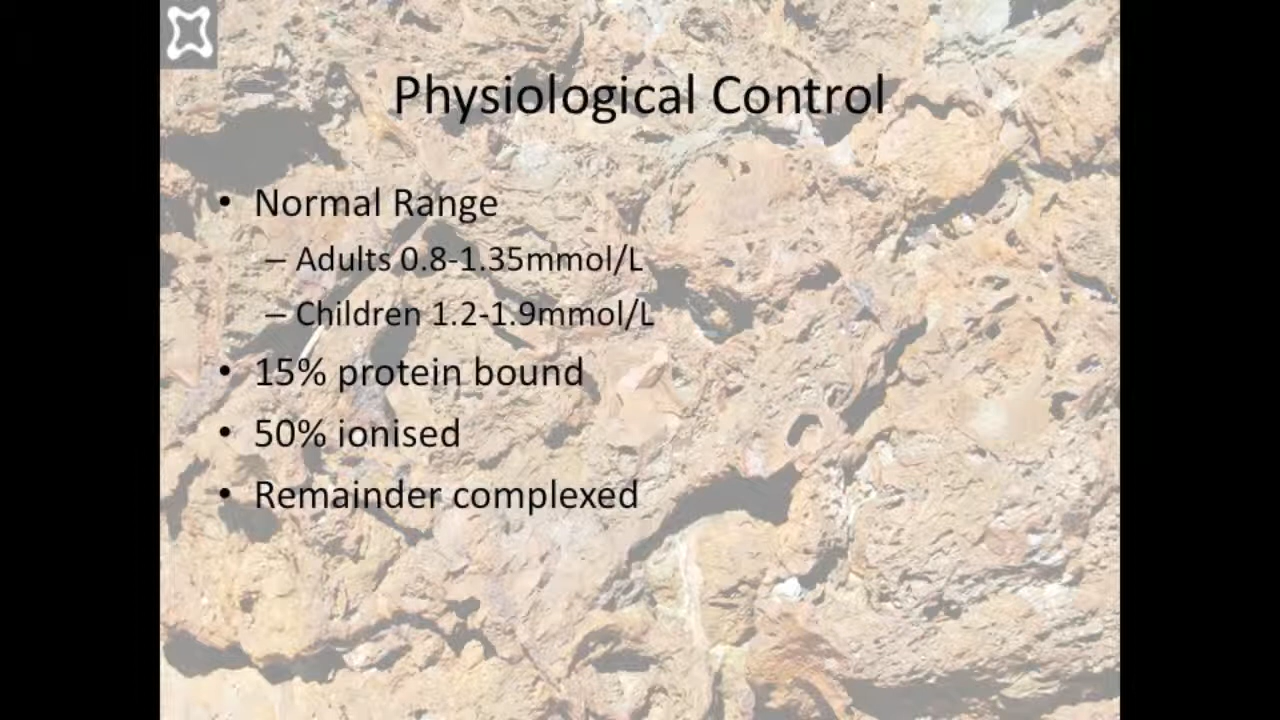 Physiological Control
• Normal Range
– Adults 0.8-1.35mmol/L
– Children 1.2-1.9mmol/L
• 15% protein bound
• 50% ionised
• Remainder complexed